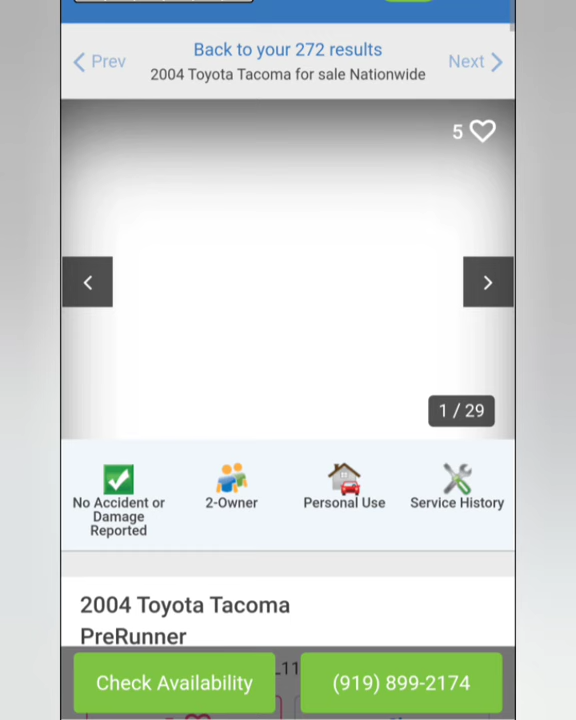 Back to your 272 results
Prev
Next
2004 Toyota Tacoma for sale Nationwide
5
1 / 29
No Accident or
Damage
Reported
2-Owner
Personal Use
Service History
2004 Toyota Tacoma
PreRunner
Check Availability
(919) 899-2174